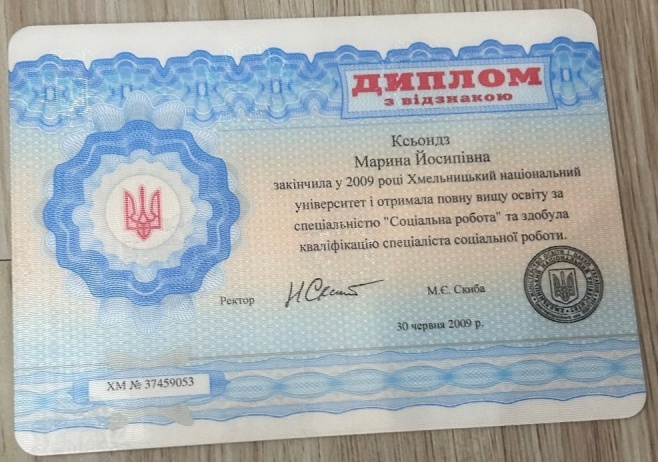 ДИПЛОМ
з відзнакою
Ксьондз
Марина Йосипівна
закінчила у 2009 році Хмельницький національний
університет і отримала повну вищу освіту за
спеціальністю "Соціальна робота" та здобула
кваліфікацію спеціаліста соціальної роботи.
Ректор
М.Є. Скиба
30 червня 2009 р.
ХМ № 37459053